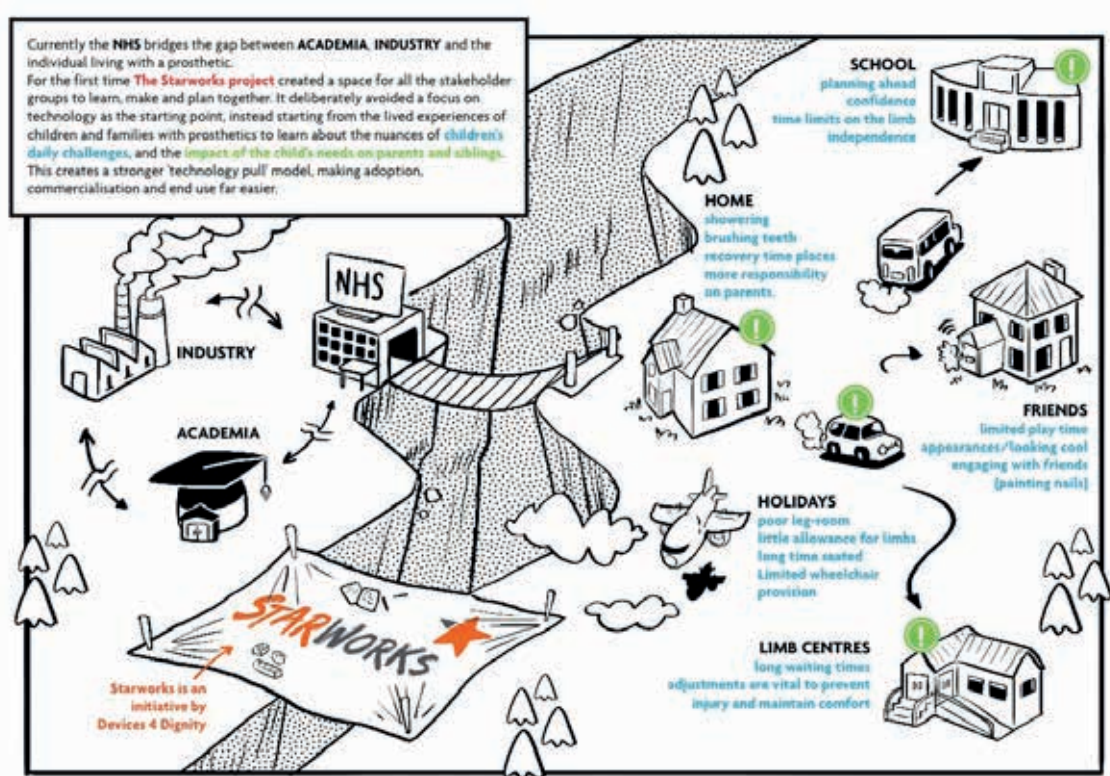 Currently the NHS bridges the gap between ACADEMIA, INDUSTRY and the
individual living with a prosthetic.
For the first time The Starworks project created a space for all the stakeholder
groups to learn, make and plan together. It deliberately avoided a focus on
technology as the starting point, instead starting from the lived experiences of
children and families with prosthetics to learn about the nuances of children's
daily challenges, and the impact of the child's needs on parents and siblings.
This creates a stronger 'technology pull' model, making adoption,
commercialisation and end use far easier.
SCHOOL
planning ahead
confidence
time limits on the limb
independence
HOME
showering
brushing teeth
recovery time places
more responsibility
on parents.
NHS
INDUSTRY
ACADEMIA
FRIENDS
limited play time
appearances/looking cool
engaging with friends
(painting nails)
HOLIDAYS
poor leg-room
little allowance for limbs
long time seated
Limited wheelchair
provision
STARWORKS
Starworks is an
initiative by
Devices 4 Dignity
LIMB CENTRES
long waiting times
adjustments are vital to prevent
injury and maintain comfort
!
!
!
!